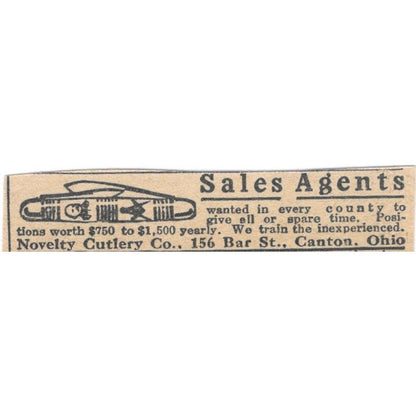 Sales Agents
wanted in every county to
give all or spare time. Posi-
tions worth $750 to $1,500 yearly. We train the inexperienced.
Novelty Cutlery Co., 156 Bar St., Canton, Ohio